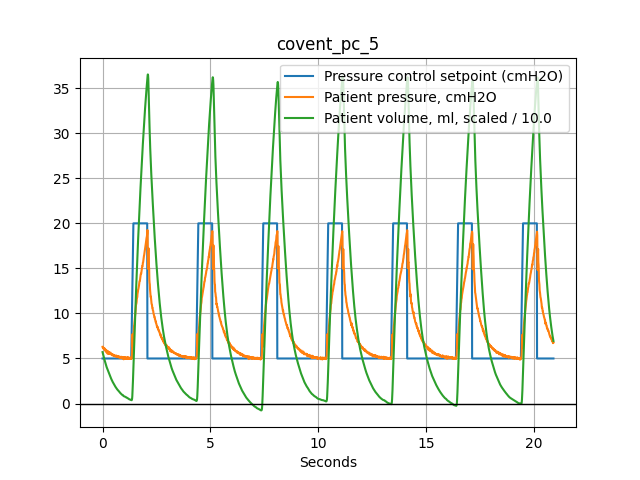 covent_pc_5
Pressure control setpoint (cmH2O)
Patient pressure, cmH2O
Patient volume, ml, scaled / 10.0
35
30
25
20
15
10
5
0
0 5 10 15 20
Seconds